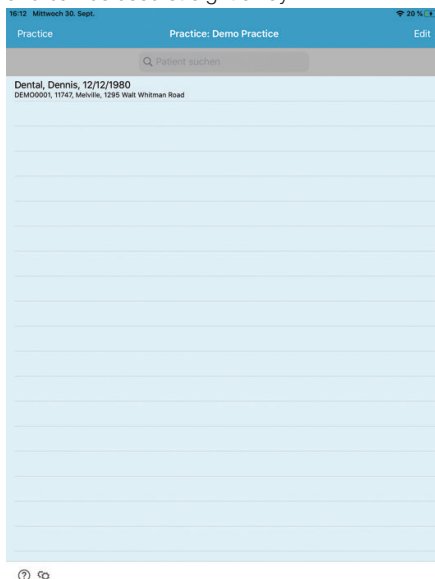 16:12 Mittwoch 30. Sept. 20 %
Practice Practice: Demo Practice Edit
Patient suchen
Dental, Dennis, 12/12/1980
DEMO0001, 11747, Melville, 1295 Walt Whitman Road